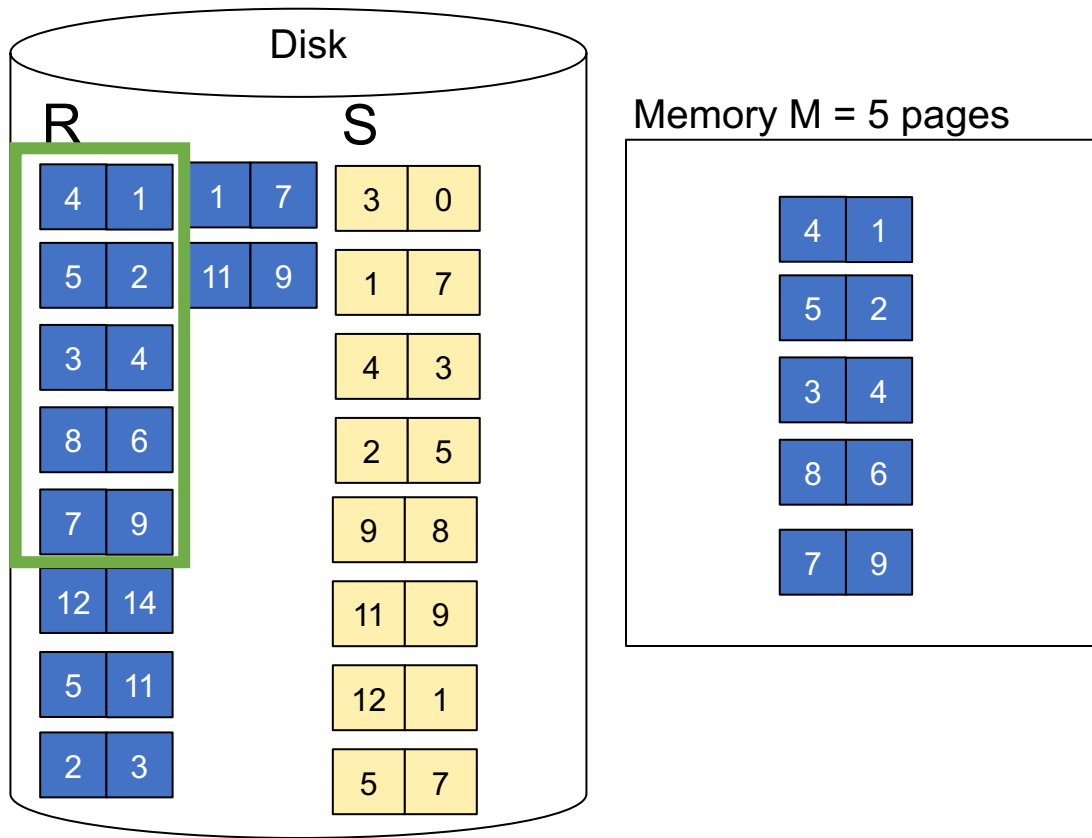 Disk
R S
Memory M = 5 pages
4 1 1 7 3 0
5 2 11 9 1 7
3 4 4 3
8 6 2 5
7 9 9 8
12 14 11 9
5 11 12 1
2 3 5 7
4 1
5 2
3 4
8 6
7 9